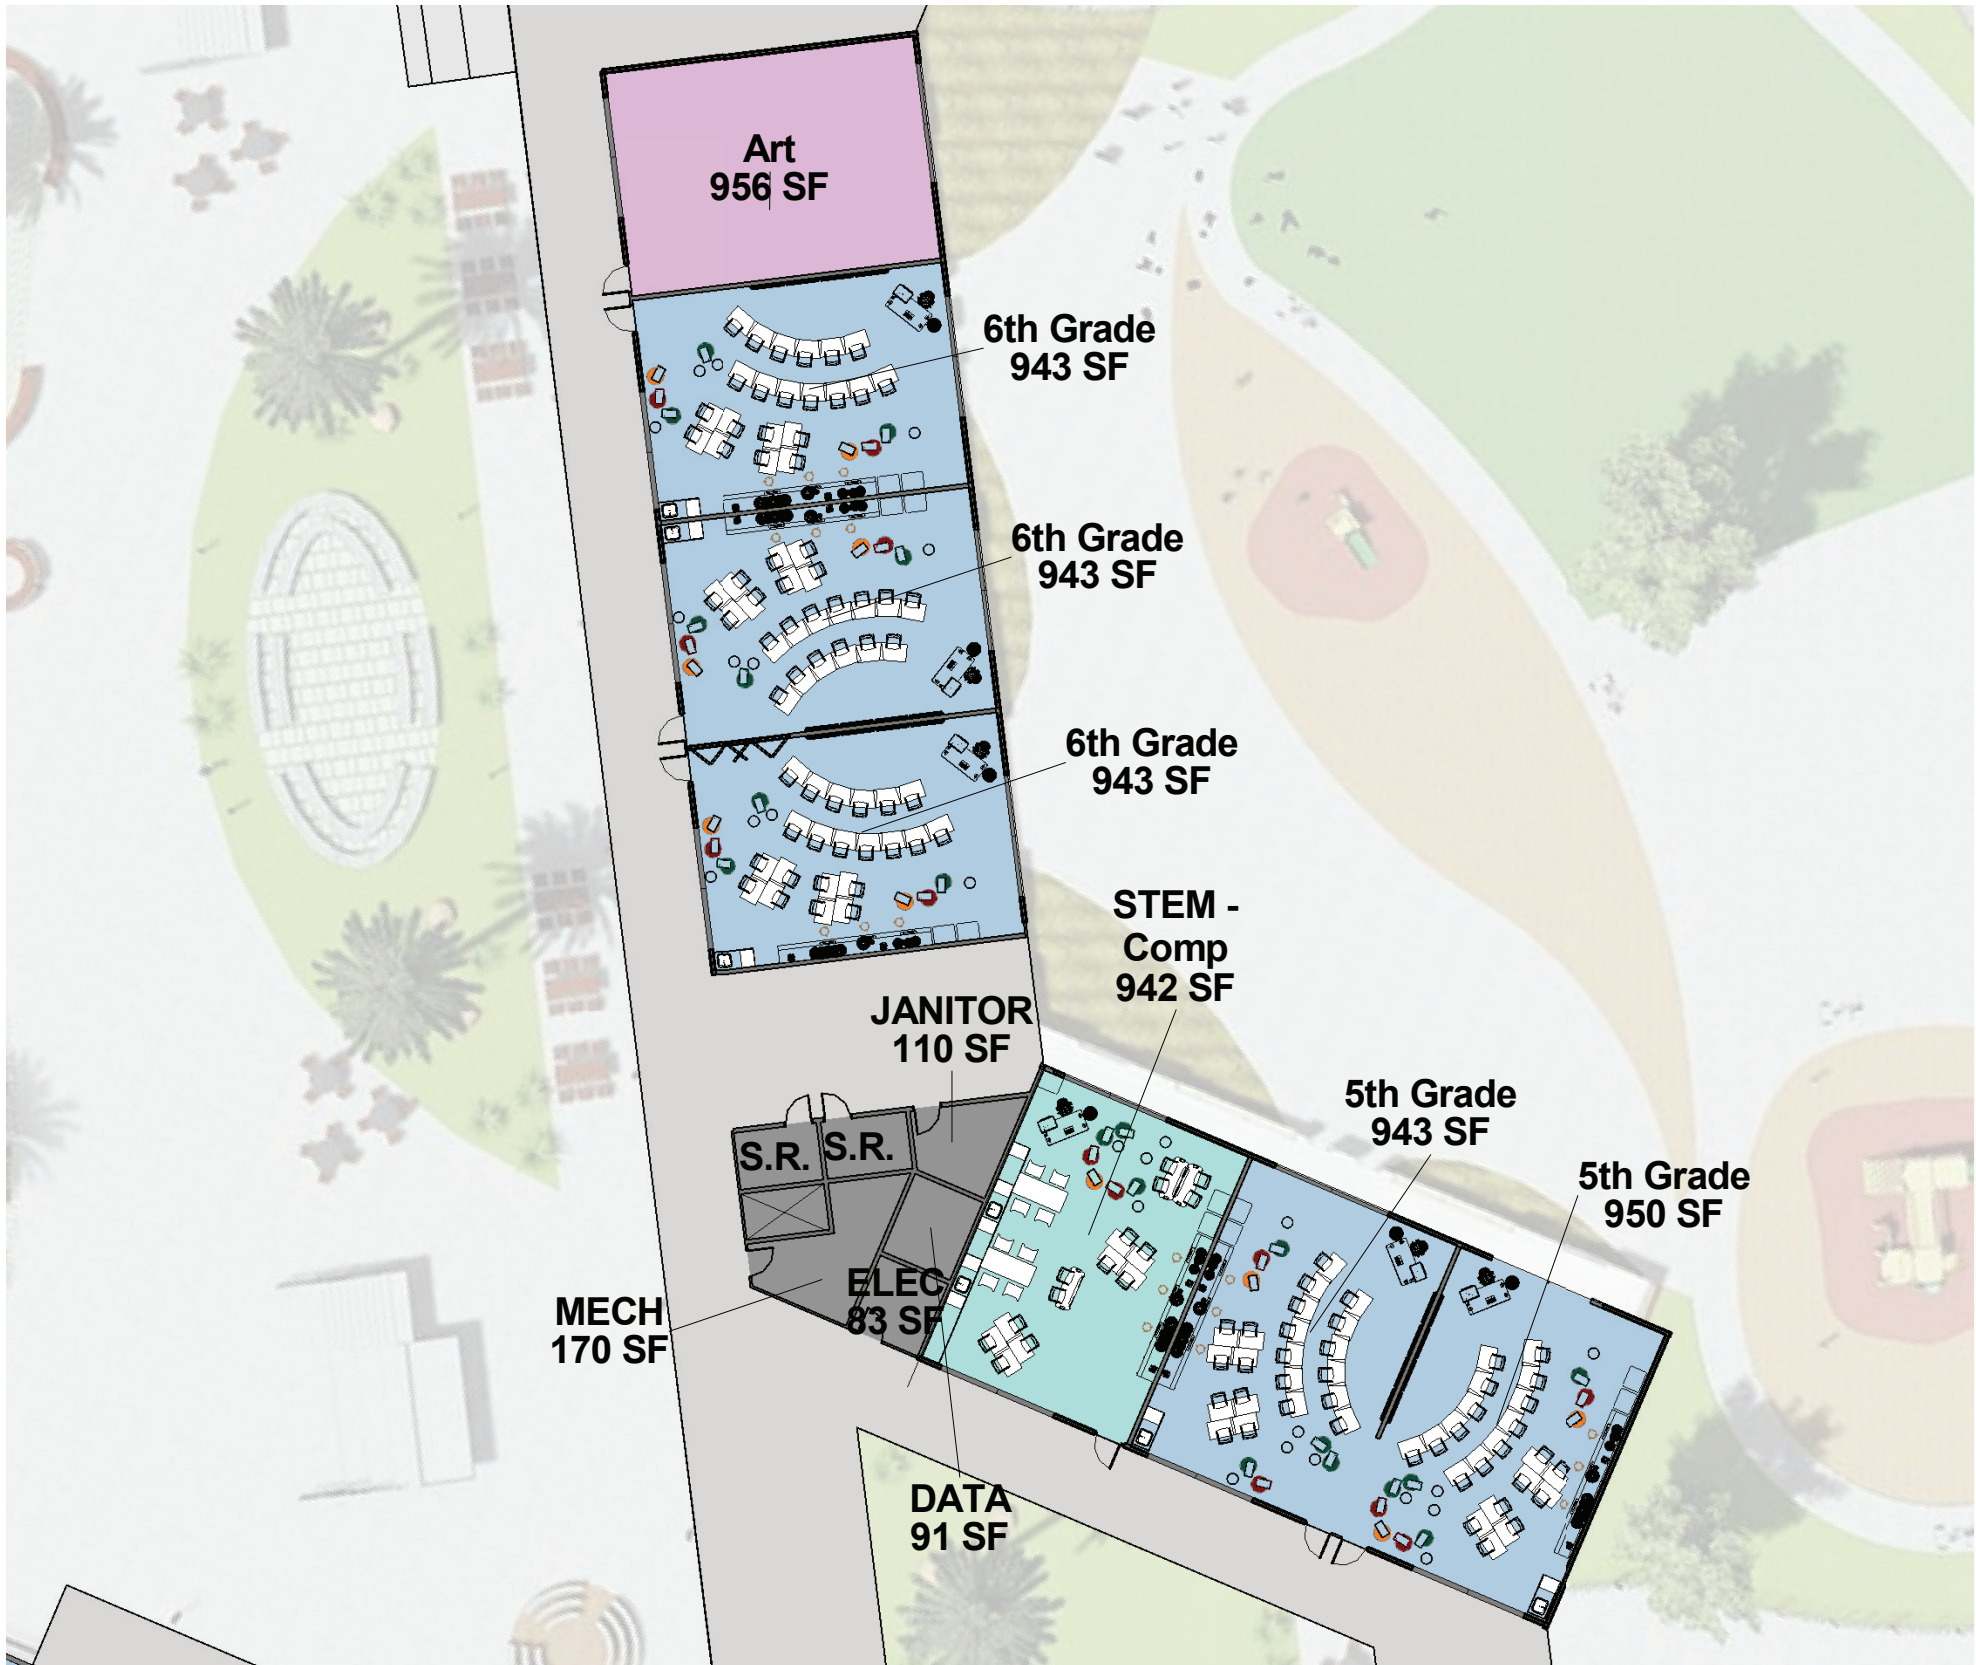 Art
956 SF
6th Grade
943 SF
6th Grade
943 SF
6th Grade
943 SF
STEM -
Comp
942 SF
JANITOR
110 SF
5th Grade
943 SF
S.R.
S.R.
5th Grade
950 SF
ELEC
83 SF
MECH
170 SF
DATA
91 SF